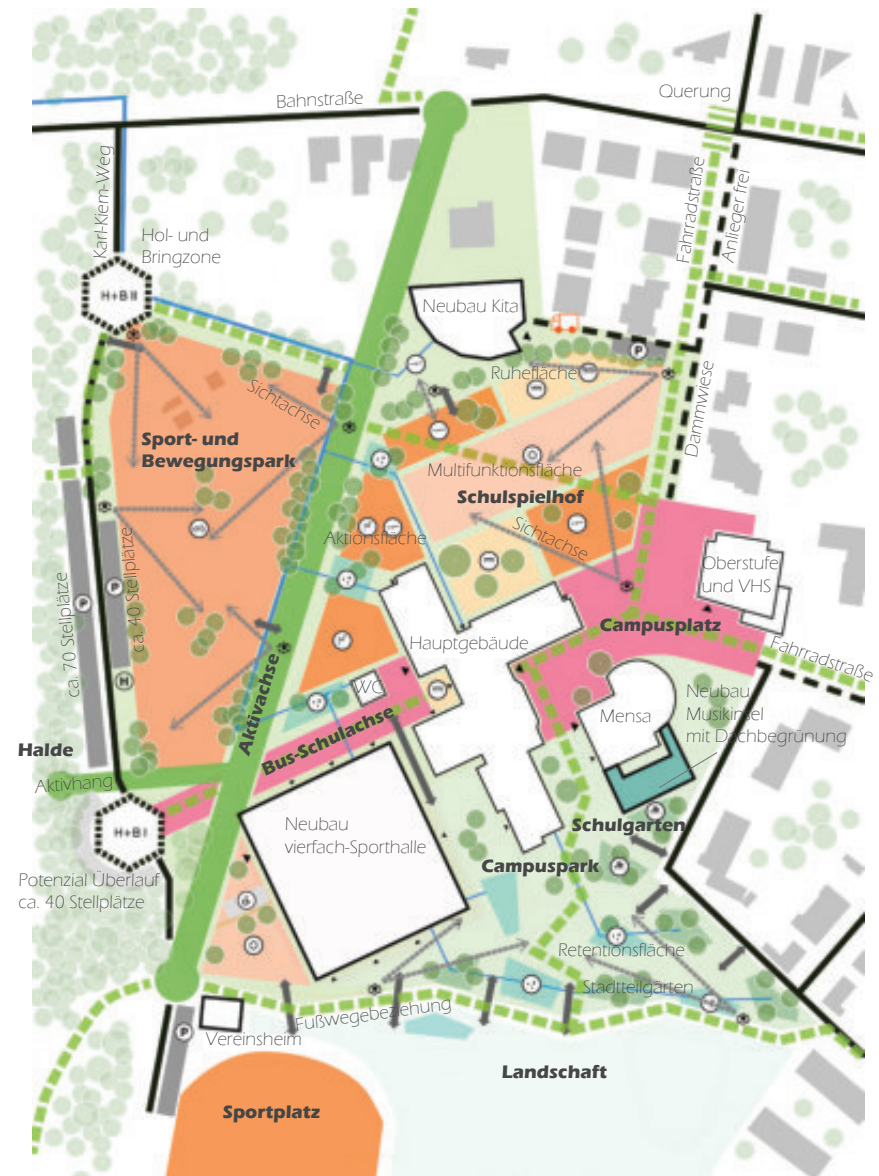 Bahnstraße
Querung
Karl-Kiem-Weg
Fahrradstraße
Anlieger frei
Hol- und
Bringzone
H+B II
Neubau Kita
P
Ruhefläche
Sichtachse
Dammwiese
Sport- und
Bewegungspark
Multifunktionsfläche
Schulspielhof
Sichtachse
Aktionsfläche
Oberstufe
und VHS
ca. 70 Stellplätze
P
P
ca. 40 Stellplätze
H
Hauptgebäude
Campusplatz
Fahrradstraße
WC
Aktivachse
Bus-Schulachse
Mensa
Neubau
Musikinsel
mit Dachbegrünung
Halde
Aktivhang
H+B I
Neubau
vierfach-Sporthalle
Schulgarten
Campuspark
Potenzial Überlauf
ca. 40 Stellplätze
Retentionsfläche
Stadtteilgärten
Fußwegebeziehung
P
Vereinsheim
Landschaft
Sportplatz